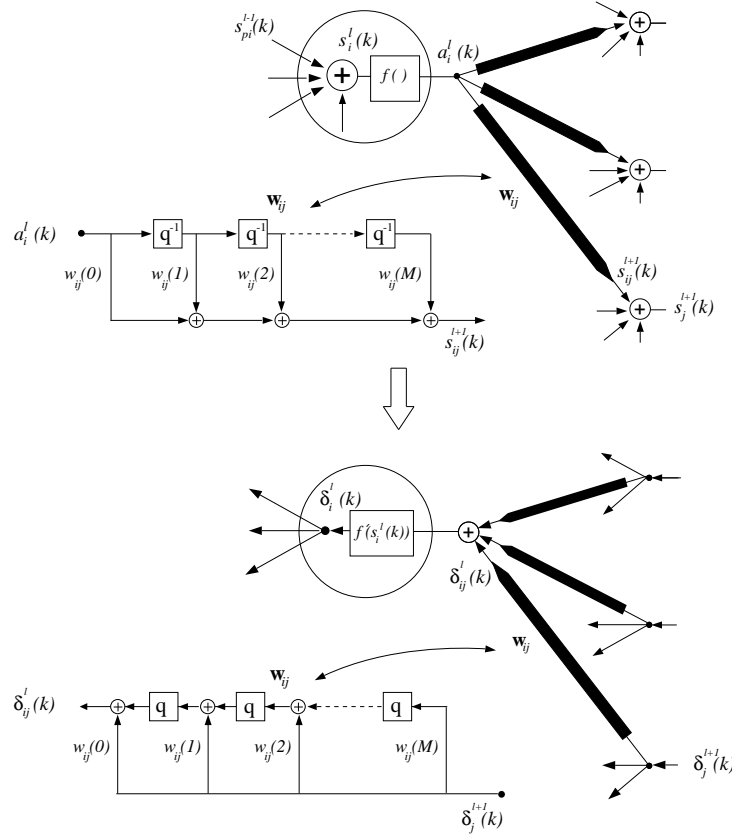 s_{pi}^{l-1}(k)
s_i^l(k)
a_i^l(k)
+
f( )
+
+
w_{ij}
w_{ij}
a_i^l(k)
q^{-1}
q^{-1}
q^{-1}
w_{ij}(0)
w_{ij}(1)
w_{ij}(2)
w_{ij}(M)
s_{ij}^{l+1}(k)
+
+
+
+
s_j^{l+1}(k)
s_{ij}^{l+1}(k)
δ_i^l(k)
f'(s_i^l(k))
+
δ_{ij}^l(k)
w_{ij}
w_{ij}
δ_{ij}^l(k)
+
q
+
q
+
q
w_{ij}(0)
w_{ij}(1)
w_{ij}(2)
w_{ij}(M)
δ_j^{l+1}(k)
δ_j^{l+1}(k)